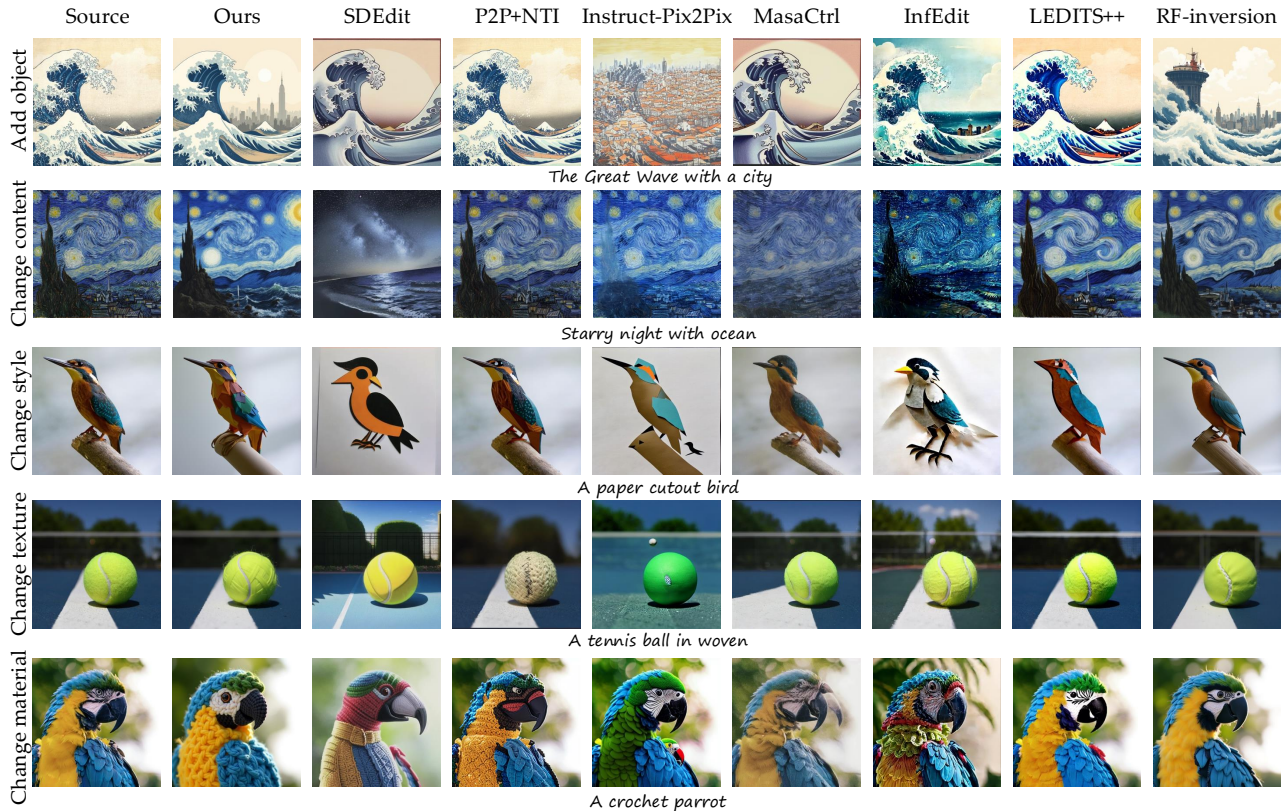 Source Ours SDEdit P2P+NTI Instruct-Pix2Pix MasaCtrl InfEdit LEDITS++ RF-inversion
Add object
The Great Wave with a city
Change content
Starry night with ocean
Change style
A paper cutout bird
Change texture
A tennis ball in woven
Change material
A crochet parrot